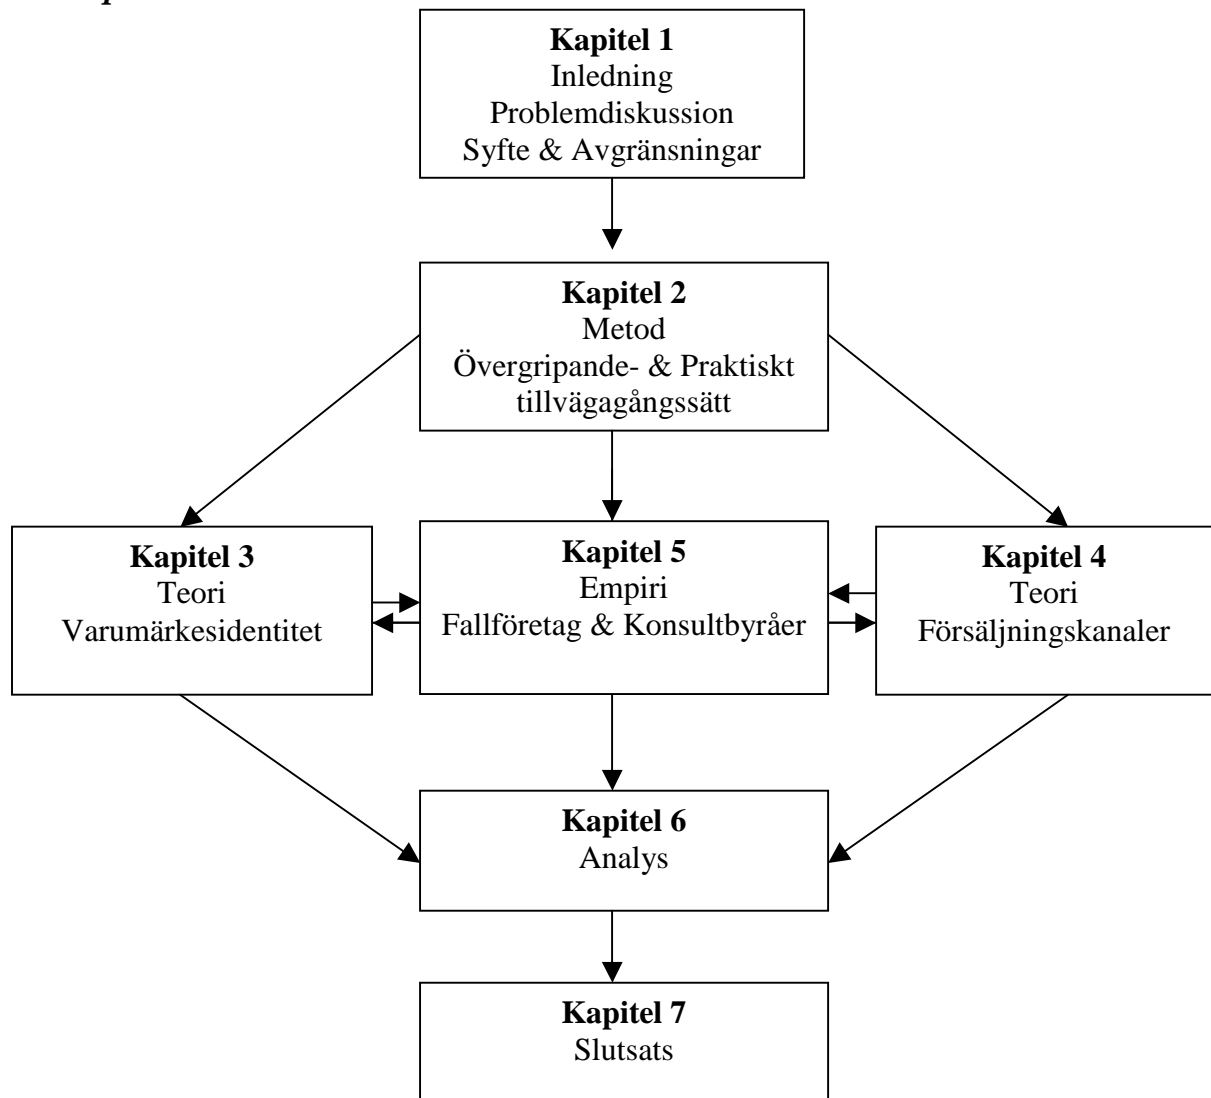 Kapitel 1
Inledning
Problemdiskussion
Syfte & Avgränsningar
Kapitel 2
Metod
Övergripande- & Praktiskt
tillvägagångssätt
Kapitel 3
Teori
Varumärkesidentitet
Kapitel 5
Empiri
Fallföretag & Konsultbyråer
Kapitel 4
Teori
Försäljningskanaler
Kapitel 6
Analys
Kapitel 7
Slutsats